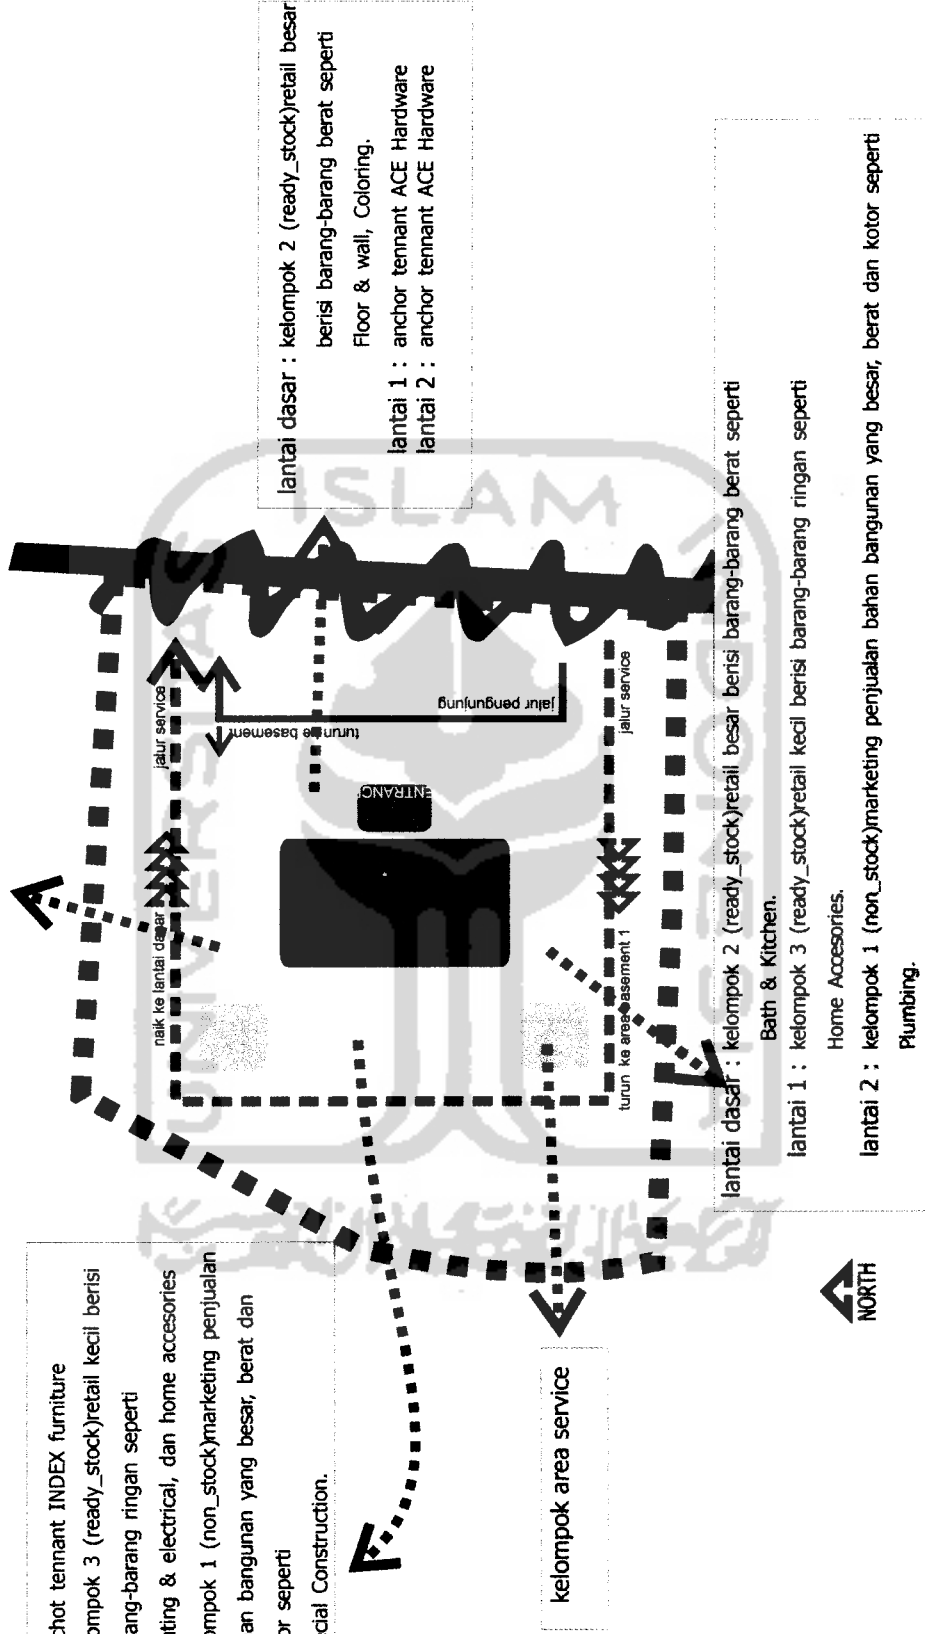 lantai dasar : kelompok 2 (ready_stock)retail besar
berisi barang-barang berat seperti
Floor & wall, Coloring.
lantai 1 : anchor tennant ACE Hardware
lantai 2 : anchor tennant ACE Hardware
jalur service
turun ke basement
jalur pengunjung
jalur service
ENTRANCE
naik ke lantai dasar
turun ke area basement 1
lantai dasar : kelompok 2 (ready_stock)retail besar berisi barang-barang berat seperti
Bath & Kitchen.
lantai 1 : kelompok 3 (ready_stock)retail kecil berisi barang-barang ringan seperti
Home Accesories.
lantai 2 : kelompok 1 (non_stock)marketing penjualan bahan bangunan yang besar, berat dan kotor seperti
Plumbing.
hot tennant INDEX furniture
ompok 3 (ready_stock)retail kecil berisi
ang-barang ringan seperti
ting & electrical, dan home accesories
mpok 1 (non_stock)marketing penjualan
an bangunan yang besar, berat dan
or seperti
cial Construction.
kelompok area service
NORTH
UNIVERSITAS
ISLAM
INDONESIA